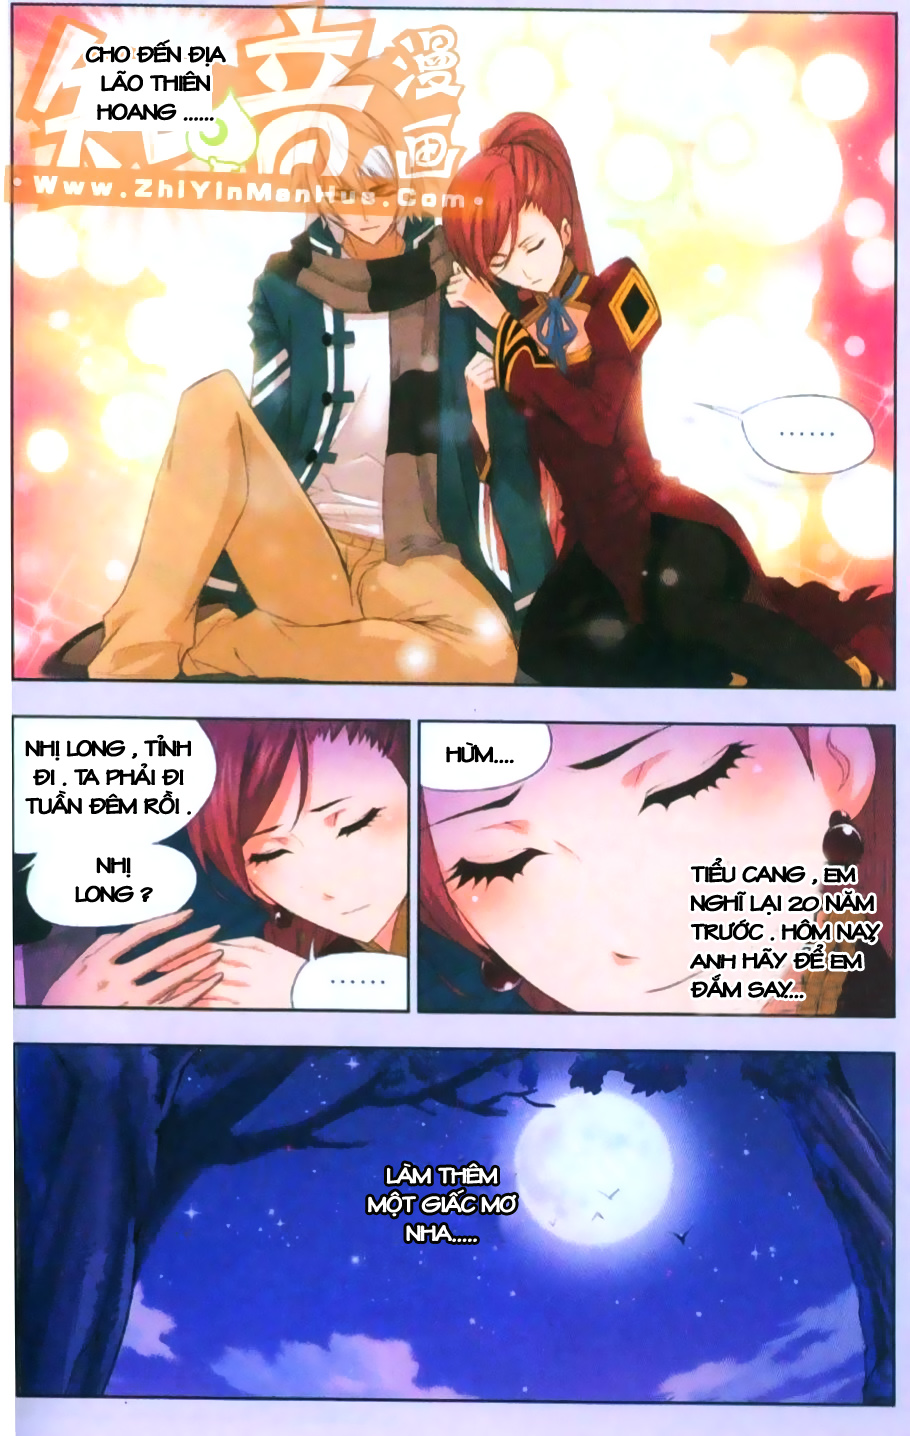 CHO ĐẾN ĐỊA
LÃO THIÊN
HOANG ......
知音
漫画
· www.ZhiYinManHua.Com ·
......
NHỊ LONG , TỈNH
ĐI . TA PHẢI ĐI
TUẦN ĐÊM RỒI .
NHỊ
LONG ?
......
HỪM....
TIỂU CANG , EM
NGHĨ LẠI 20 NĂM
TRƯỚC . HÔM NAY,
ANH HÃY ĐỂ EM
ĐẮM SAY....
LÀM THÊM
MỘT GIẤC MƠ
NHA.....